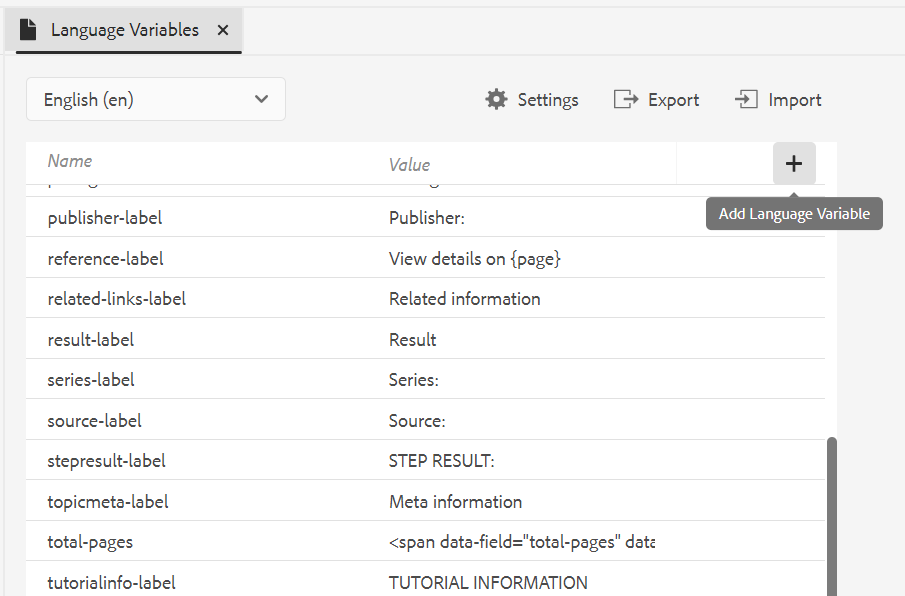 Language Variables
English (en)
Settings
Export
Import
Name Value
Add Language Variable
publisher-label Publisher:
reference-label View details on {page}
related-links-label Related information
result-label Result
series-label Series:
source-label Source:
stepresult-label STEP RESULT:
topicmeta-label Meta information
total-pages <span data-field="total-pages" data
tutorialinfo-label TUTORIAL INFORMATION